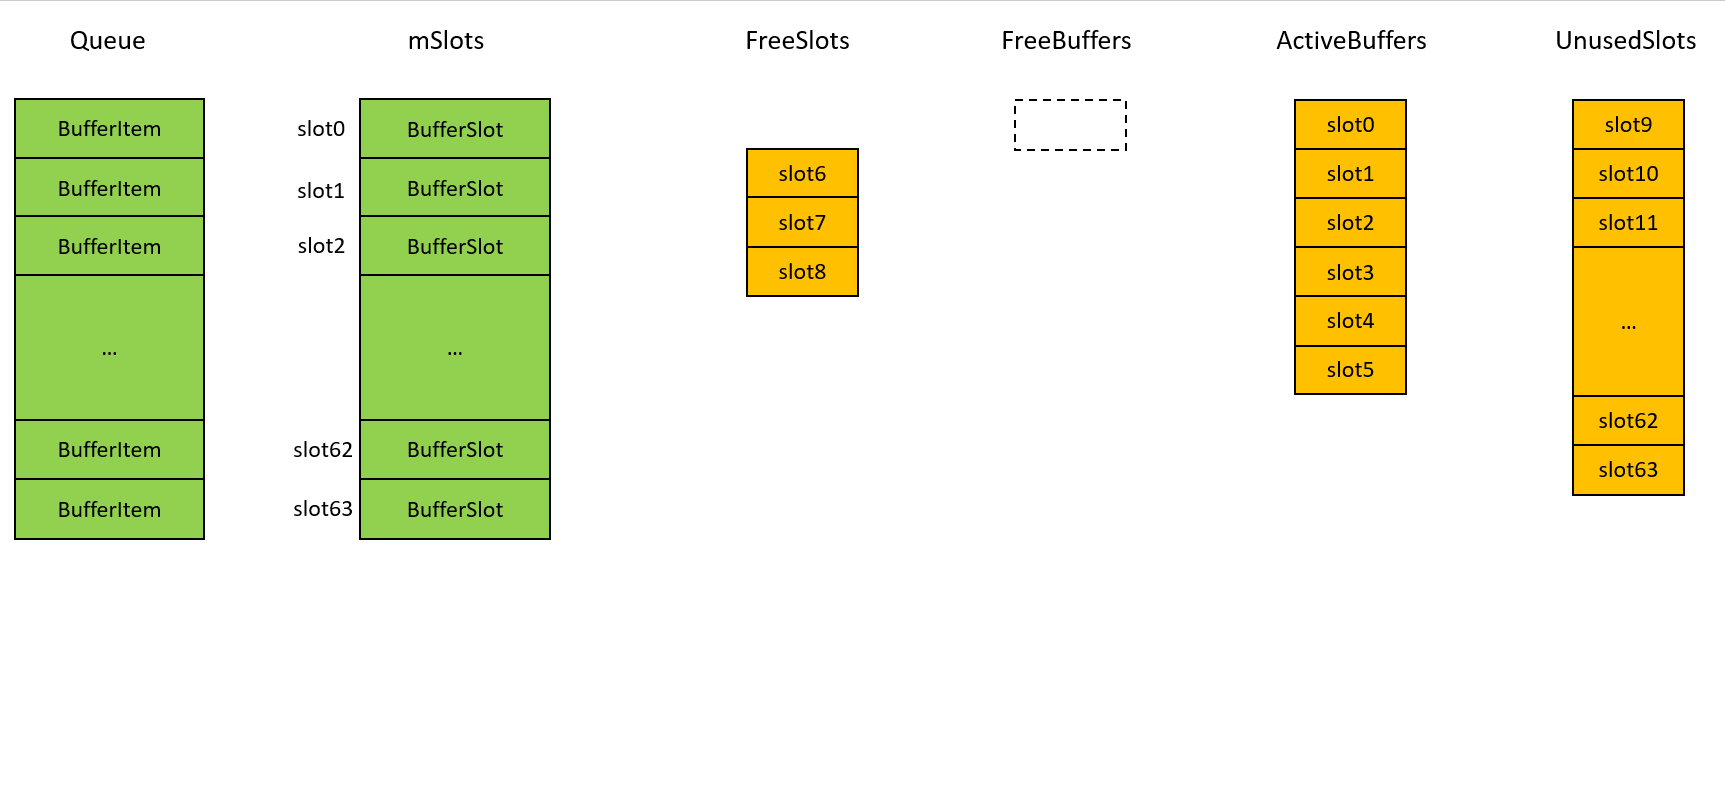 Queue
mSlots
FreeSlots
FreeBuffers
ActiveBuffers
UnusedSlots
BufferItem
BufferItem
BufferItem
...
BufferItem
BufferItem
slot0
slot1
slot2
slot62
slot63
BufferSlot
BufferSlot
BufferSlot
...
BufferSlot
BufferSlot
slot6
slot7
slot8
slot0
slot1
slot2
slot3
slot4
slot5
slot9
slot10
slot11
...
slot62
slot63